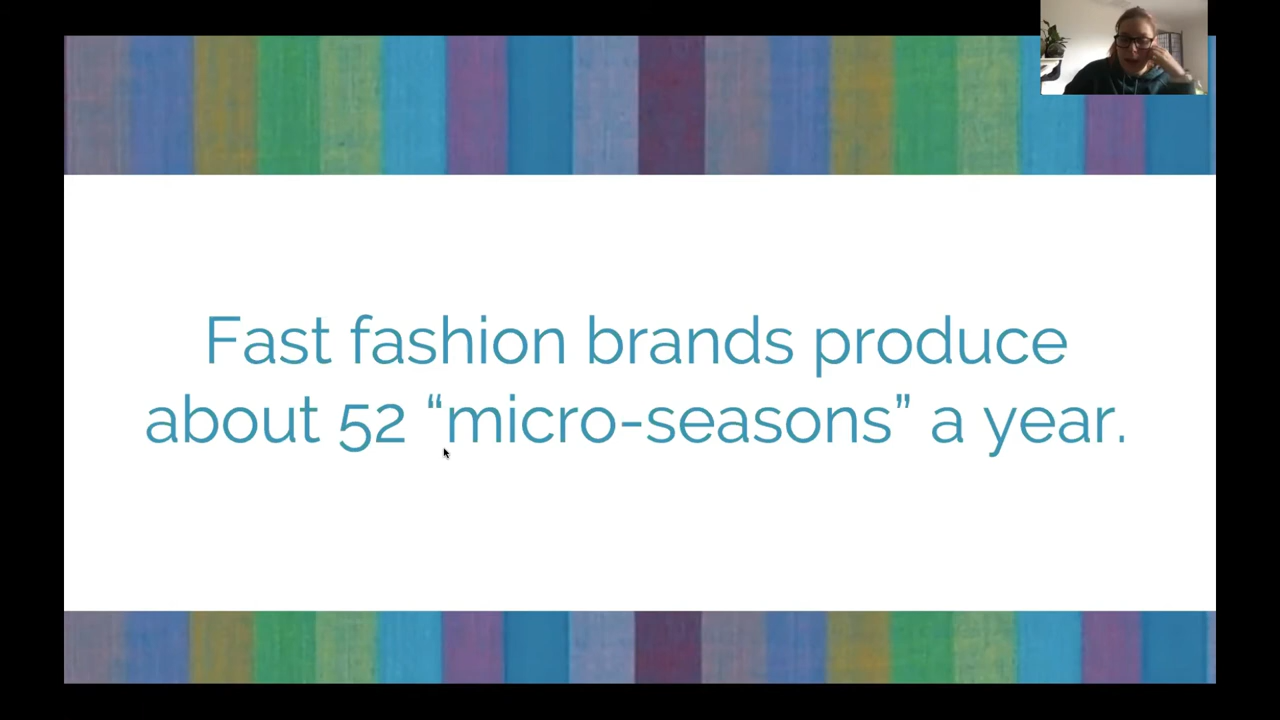 Fast fashion brands produce
about 52 “micro-seasons” a year.